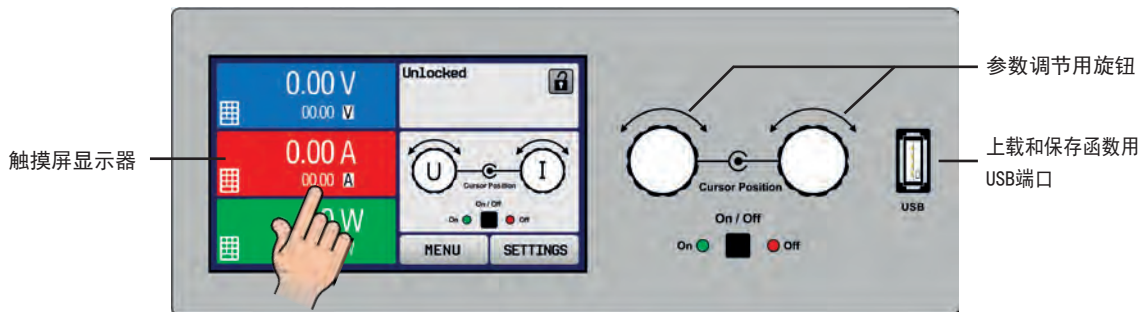 触摸屏显示器
0.00 V
00.00 V
0.00 A
00.00 A
W
Unlocked
U
I
Cursor Position
On / Off
On
Off
MENU
SETTINGS
Cursor Position
On / Off
On
Off
USB
参数调节用旋钮
上载和保存函数用
USB端口